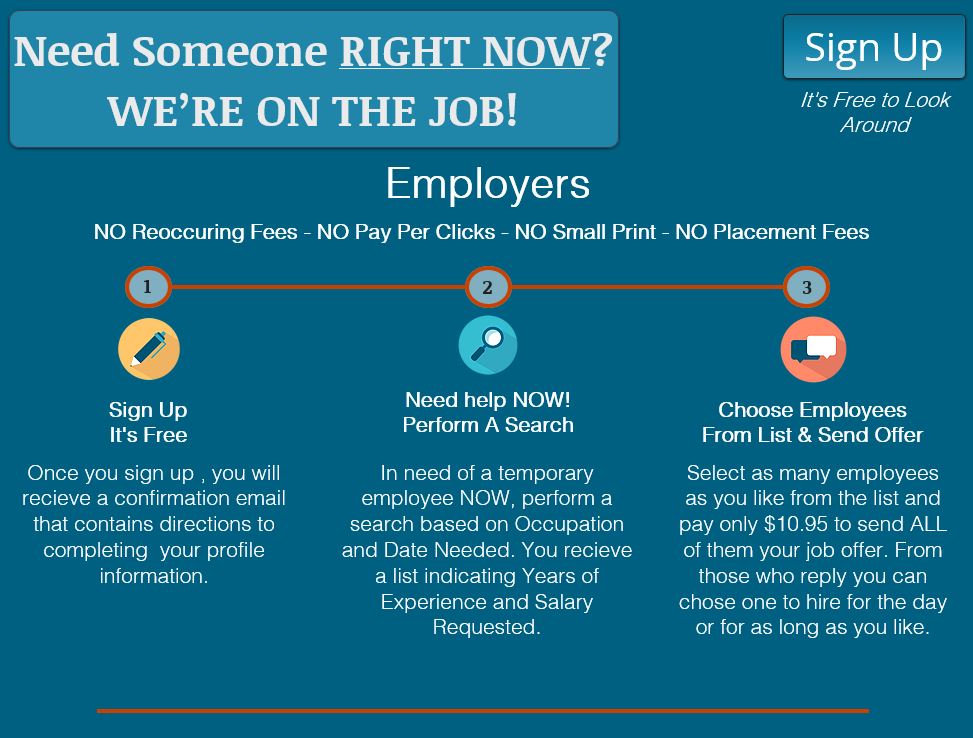 Need Someone RIGHT NOW?
WE'RE ON THE JOB!
Sign Up
It's Free to Look
Around
Employers
NO Reoccuring Fees - NO Pay Per Clicks - NO Small Print - NO Placement Fees
1
2
3
Sign Up
It's Free
Once you sign up , you will
recieve a confirmation email
that contains directions to
completing  your profile
information.
Need help NOW!
Perform A Search
In need of a temporary
employee NOW, perform a
search based on Occupation
and Date Needed. You recieve
a list indicating Years of
Experience and Salary
Requested.
Choose Employees
From List & Send Offer
Select as many employees
as you like from the list and
pay only $10.95 to send ALL
of them your job offer. From
those who reply you can
chose one to hire for the day
or for as long as you like.